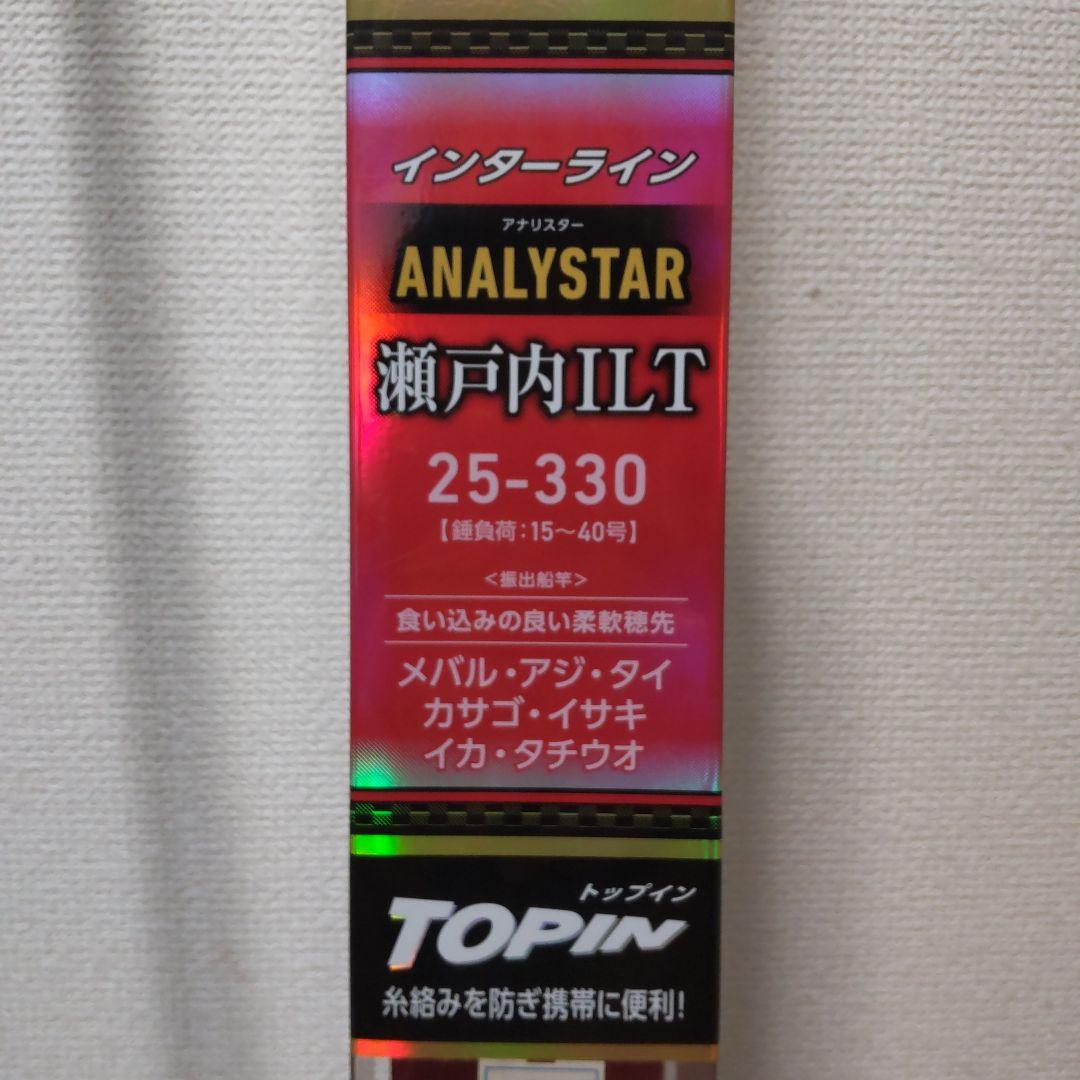 インターライン
アナリスター
ANALYSTAR
瀬戸内ILT
25-330
【錘負荷：15〜40号】
＜振出船竿＞
食い込みの良い柔軟穂先
メバル・アジ・タイ
カサゴ・イサキ
イカ・タチウオ
トップイン
TOPIN
糸絡みを防ぎ携帯に便利！